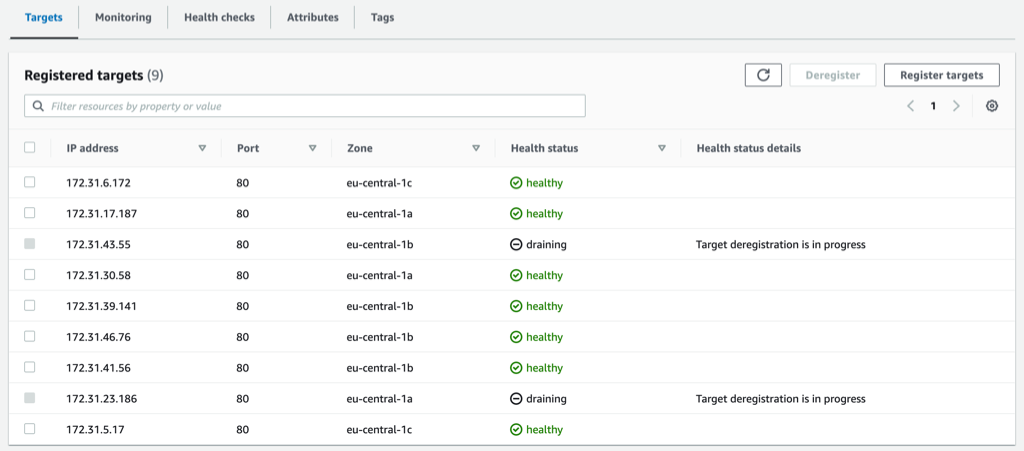 Targets Monitoring Health checks Attributes Tags
Registered targets (9) Deregister Register targets
Filter resources by property or value 1
IP address Port Zone Health status Health status details
172.31.6.172 80 eu-central-1c healthy
172.31.17.187 80 eu-central-1a healthy
172.31.43.55 80 eu-central-1b draining Target deregistration is in progress
172.31.30.58 80 eu-central-1a healthy
172.31.39.141 80 eu-central-1b healthy
172.31.46.76 80 eu-central-1b healthy
172.31.41.56 80 eu-central-1b healthy
172.31.23.186 80 eu-central-1a draining Target deregistration is in progress
172.31.5.17 80 eu-central-1c healthy